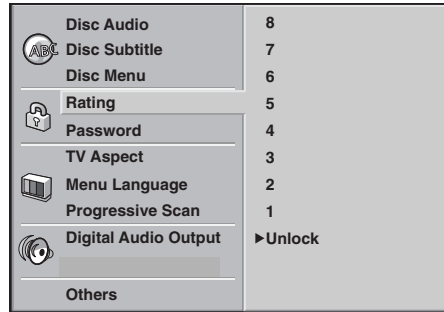 Disc Audio
Disc Subtitle
Disc Menu
Rating
Password
TV Aspect
Menu Language
Progressive Scan
Digital Audio Output
Others
8
7
6
5
4
3
2
1
▶Unlock
ABC